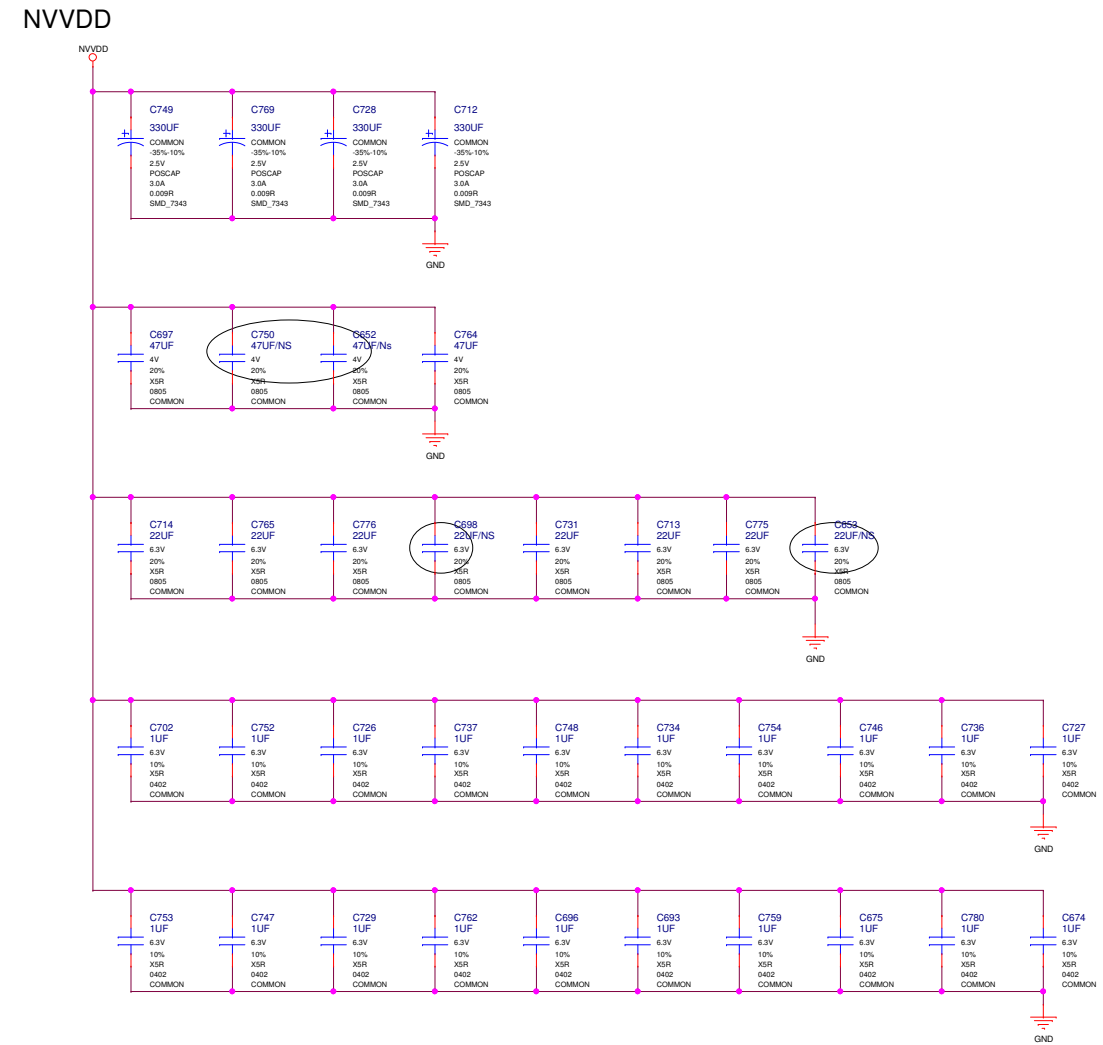 NVVDD
NVVDD
C749 C769 C728 C712
330UF 330UF 330UF 330UF
+ + + +
COMMON COMMON COMMON COMMON
-35%-10% -35%-10% -35%-10% -35%-10%
2.5V 2.5V 2.5V 2.5V
POSCAP POSCAP POSCAP POSCAP
3.0A 3.0A 3.0A 3.0A
0.009R 0.009R 0.009R 0.009R
SMD_7343 SMD_7343 SMD_7343 SMD_7343
GND
C697 C750 C652 C764
47UF 47UF/NS 47UF/Ns 47UF
4V 4V 4V 4V
20% 20% 20% 20%
X5R X5R X5R X5R
0805 0805 0805 0805
COMMON COMMON COMMON COMMON
GND
C714 C765 C776 C698 C731 C713 C775 C653
22UF 22UF 22UF 22UF/NS 22UF 22UF 22UF 22UF/NS
6.3V 6.3V 6.3V 6.3V 6.3V 6.3V 6.3V 6.3V
20% 20% 20% 20% 20% 20% 20% 20%
X5R X5R X5R X5R X5R X5R X5R X5R
0805 0805 0805 0805 0805 0805 0805 0805
COMMON COMMON COMMON COMMON COMMON COMMON COMMON COMMON
GND
C702 C752 C726 C737 C748 C734 C754 C746 C736 C727
1UF 1UF 1UF 1UF 1UF 1UF 1UF 1UF 1UF 1UF
6.3V 6.3V 6.3V 6.3V 6.3V 6.3V 6.3V 6.3V 6.3V 6.3V
10% 10% 10% 10% 10% 10% 10% 10% 10% 10%
X5R X5R X5R X5R X5R X5R X5R X5R X5R X5R
0402 0402 0402 0402 0402 0402 0402 0402 0402 0402
COMMON COMMON COMMON COMMON COMMON COMMON COMMON COMMON COMMON COMMON
GND
C753 C747 C729 C762 C696 C693 C759 C675 C780 C674
1UF 1UF 1UF 1UF 1UF 1UF 1UF 1UF 1UF 1UF
6.3V 6.3V 6.3V 6.3V 6.3V 6.3V 6.3V 6.3V 6.3V 6.3V
10% 10% 10% 10% 10% 10% 10% 10% 10% 10%
X5R X5R X5R X5R X5R X5R X5R X5R X5R X5R
0402 0402 0402 0402 0402 0402 0402 0402 0402 0402
COMMON COMMON COMMON COMMON COMMON COMMON COMMON COMMON COMMON COMMON
GND